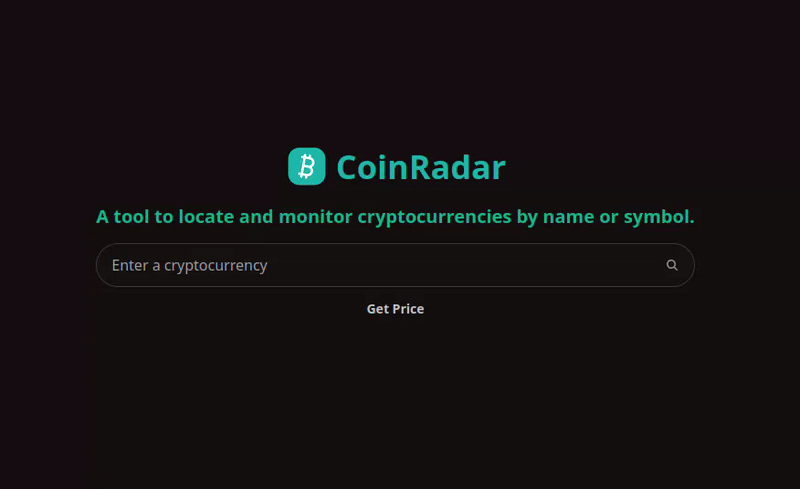 CoinRadar
A tool to locate and monitor cryptocurrencies by name or symbol.
Enter a cryptocurrency
Get Price